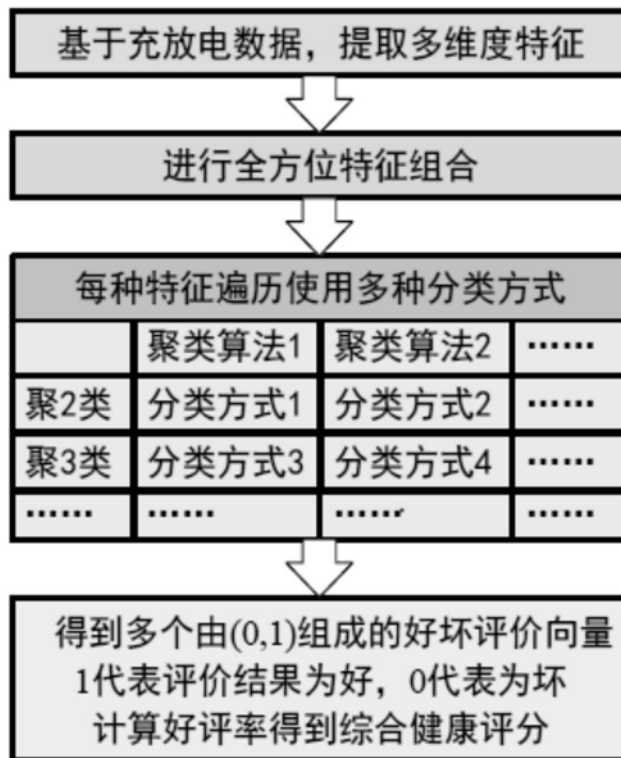 基于充放电数据，提取多维度特征
进行全方位特征组合
每种特征遍历使用多种分类方式
聚类算法1 聚类算法2 ……
聚2类 分类方式1 分类方式2 ……
聚3类 分类方式3 分类方式4 ……
…… …… …… ……
得到多个由(0,1)组成的好坏评价向量
1代表评价结果为好，0代表为坏
计算好评率得到综合健康评分